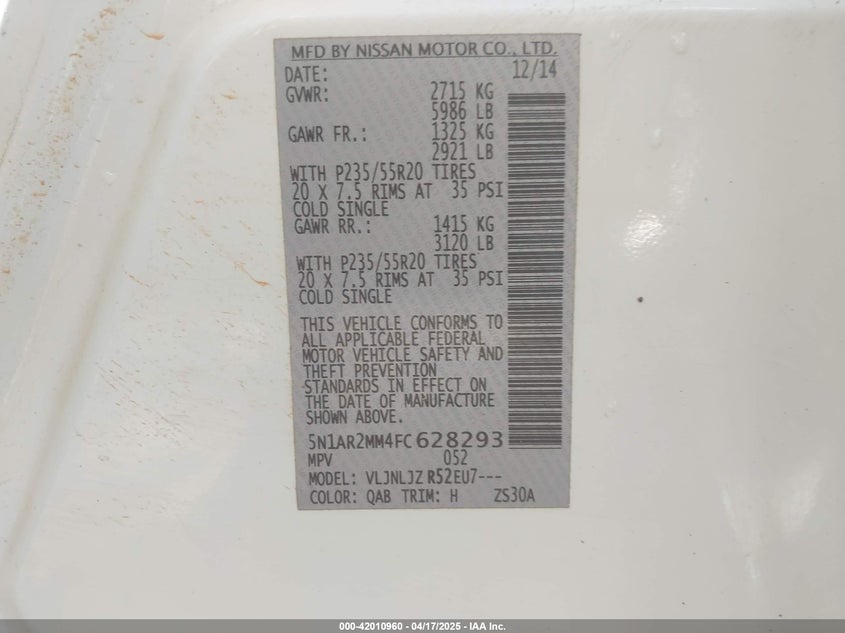 MFD BY NISSAN MOTOR CO., LTD.
DATE: 12/14
GVWR: 2715 KG
5986 LB
GAWR FR.: 1325 KG
2921 LB
WITH P235/55R20 TIRES
20 X 7.5 RIMS AT 35 PSI
COLD SINGLE
GAWR RR.: 1415 KG
3120 LB
WITH P235/55R20 TIRES
20 X 7.5 RIMS AT 35 PSI
COLD SINGLE
THIS VEHICLE CONFORMS TO
ALL APPLICABLE FEDERAL
MOTOR VEHICLE SAFETY AND
THEFT PREVENTION
STANDARDS IN EFFECT ON
THE DATE OF MANUFACTURE
SHOWN ABOVE.
5N1AR2MM4FC628293
MPV 052
MODEL: VLJNLJZ R52EU7---
COLOR: QAB TRIM: H ZS30A
000-42010960 - 04/17/2025 - IAA Inc.